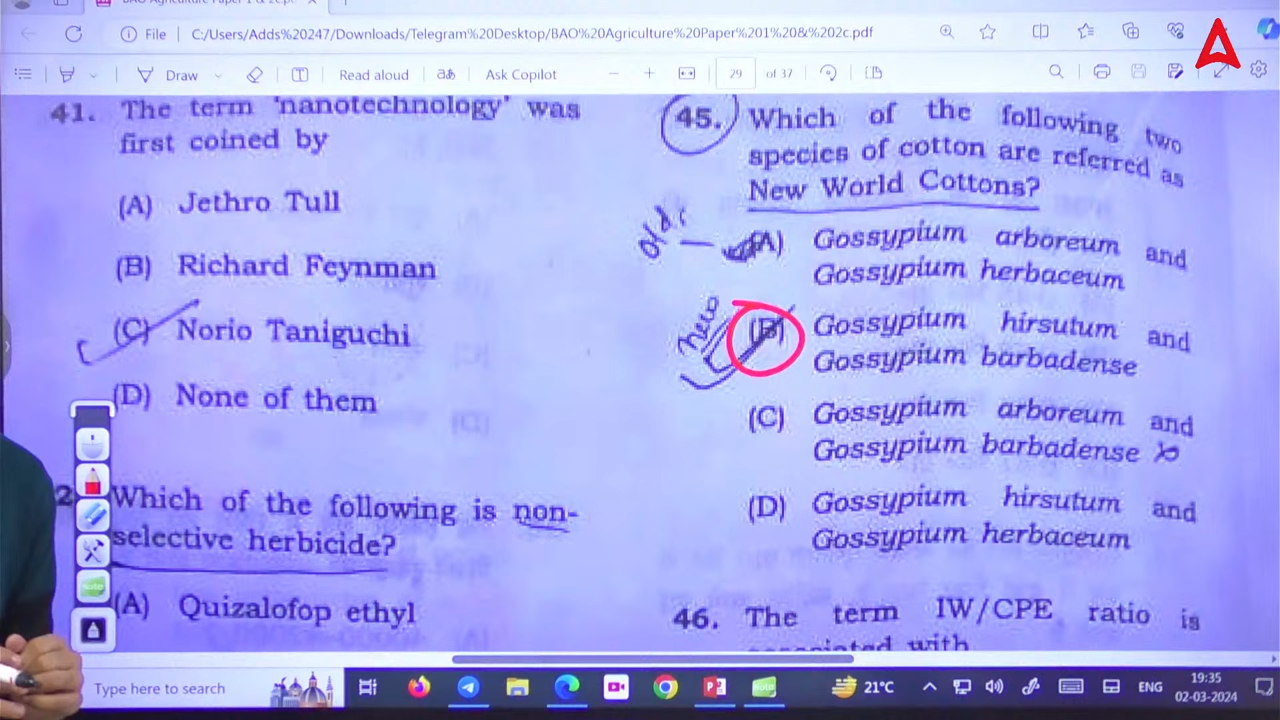 File
C:/Users/Adds%20247/Downloads/Telegram%20Desktop/BAO%20Agriculture%20Paper%201%20&%202c.pdf
Draw
Read aloud
Ask Copilot
29 of 37
41. The term 'nanotechnology' was
first coined by
(A) Jethro Tull
(B) Richard Feynman
(C) Norio Taniguchi
(D) None of them
2 Which of the following is non-
selective herbicide?
(A) Quizalofop ethyl
45. Which of the following two
species of cotton are referred as
New World Cottons?
(A) Gossypium arboreum and
Gossypium herbaceum
(B) Gossypium hirsutum and
Gossypium barbadense
(C) Gossypium arboreum and
Gossypium barbadense
(D) Gossypium hirsutum and
Gossypium herbaceum
46. The term IW/CPE ratio is
associated with
Type here to search
21°C
ENG
19:35
02-03-2024